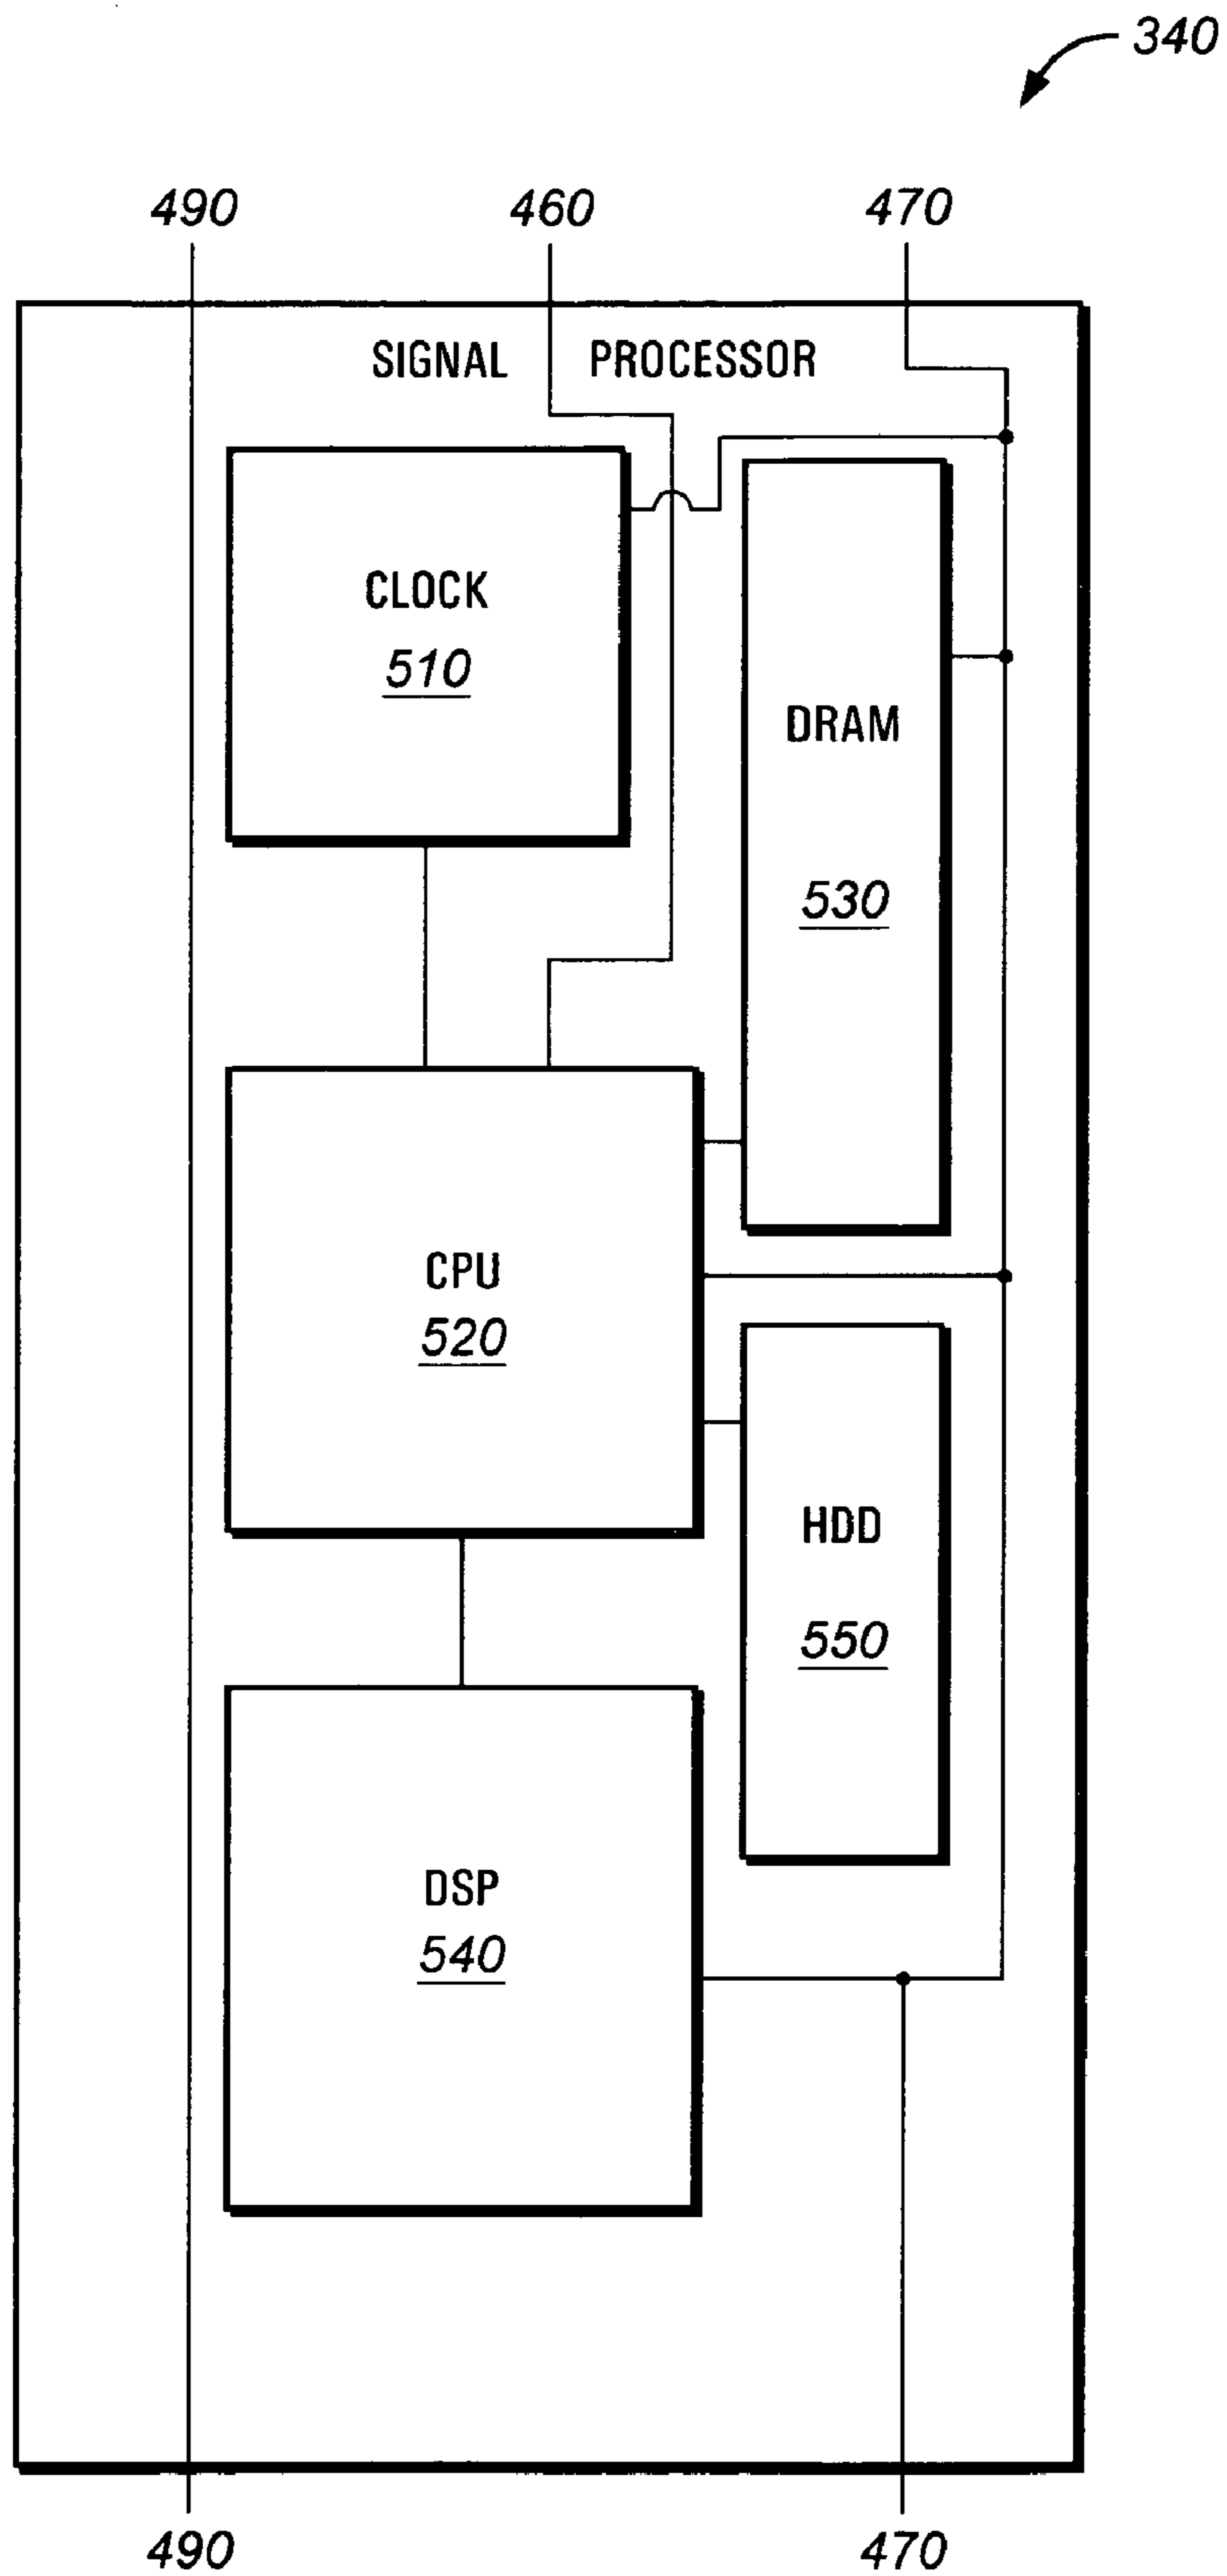 340
490 460 470
SIGNAL PROCESSOR
CLOCK
510
DRAM
530
CPU
520
HDD
550
DSP
540
490 470